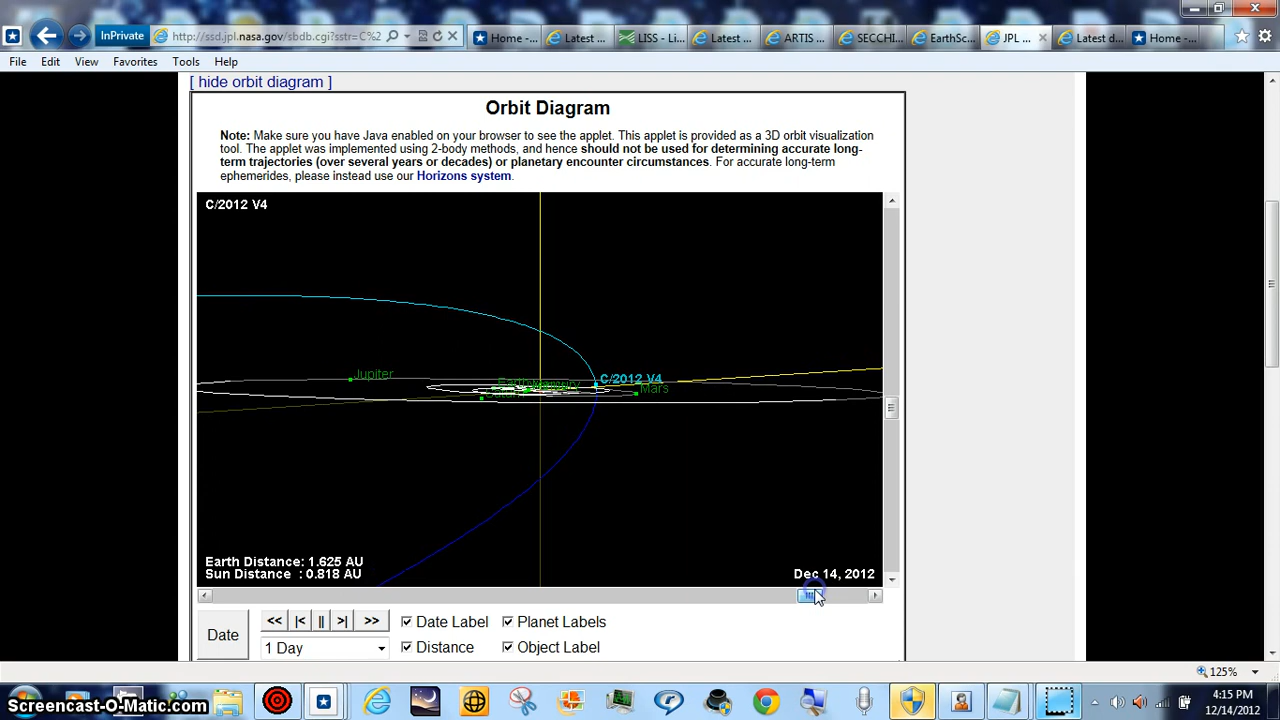 InPrivate
http://ssd.jpl.nasa.gov/sbdb.cgi?sstr=C%2
Home -...
Latest ...
LISS - Li...
Latest ...
ARTIS ...
SECCHI...
EarthSc...
JPL ...
Latest d...
Home -...
File Edit View Favorites Tools Help
[ hide orbit diagram ]
Orbit Diagram
Note: Make sure you have Java enabled on your browser to see the applet. This applet is provided as a 3D orbit visualization
tool. The applet was implemented using 2-body methods, and hence should not be used for determining accurate long-
term trajectories (over several years or decades) or planetary encounter circumstances. For accurate long-term
ephemerides, please instead use our Horizons system.
C/2012 V4
Jupiter
C/2012 V4
Mars
Earth Distance: 1.625 AU
Sun Distance : 0.818 AU
Dec 14, 2012
Date
<< |< || >| >>
1 Day
Date Label
Planet Labels
Distance
Object Label
125%
Screencast-O-Matic.com
4:15 PM
12/14/2012